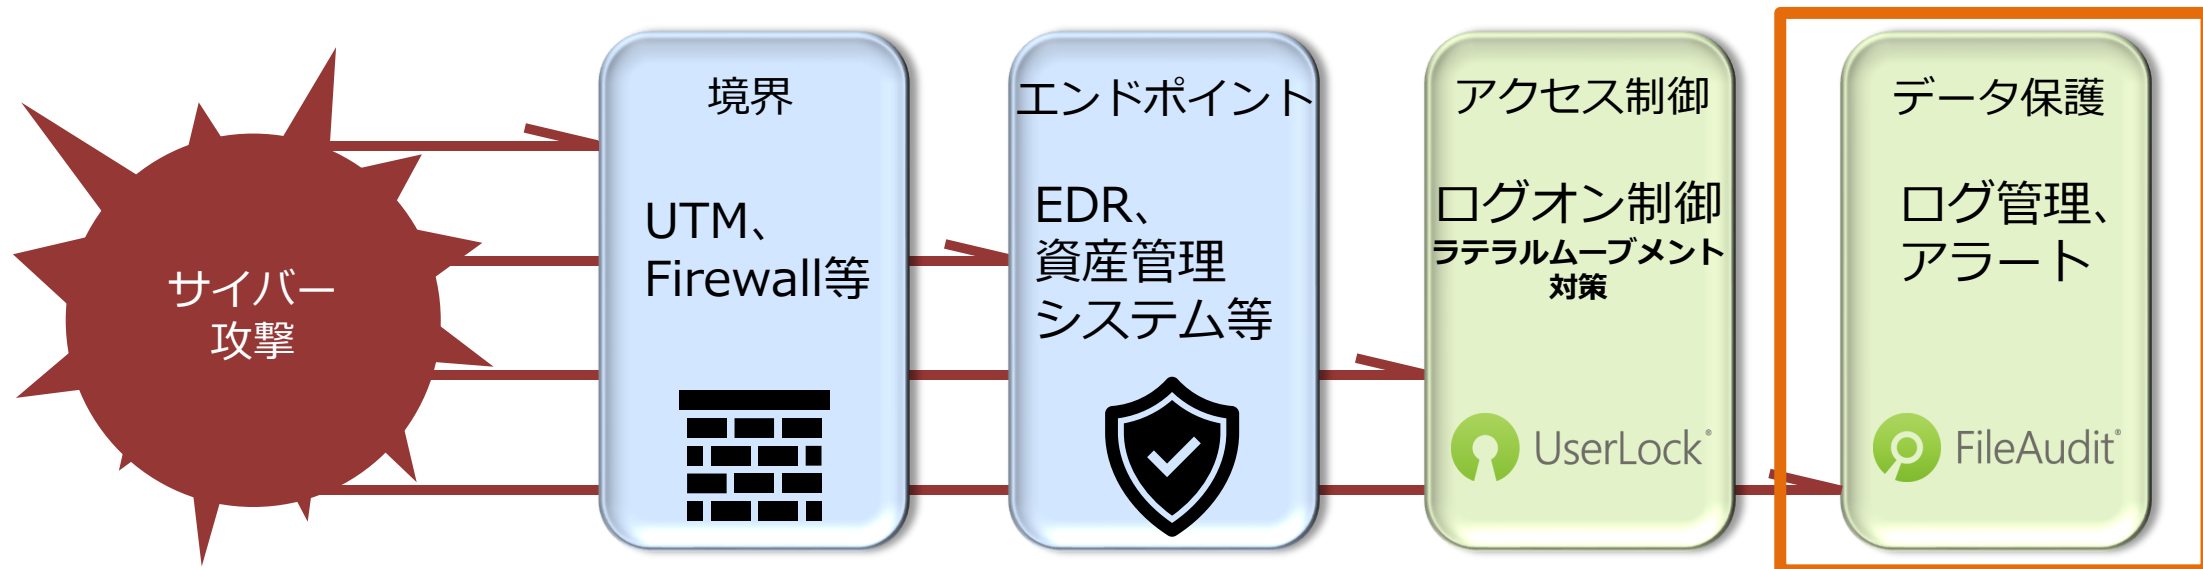 サイバー
攻撃
境界
UTM、
Firewall等
エンドポイント
EDR、
資産管理
システム等
アクセス制御
ログオン制御
ラテラルムーブメント
対策
UserLock®
データ保護
ログ管理、
アラート
FileAudit®